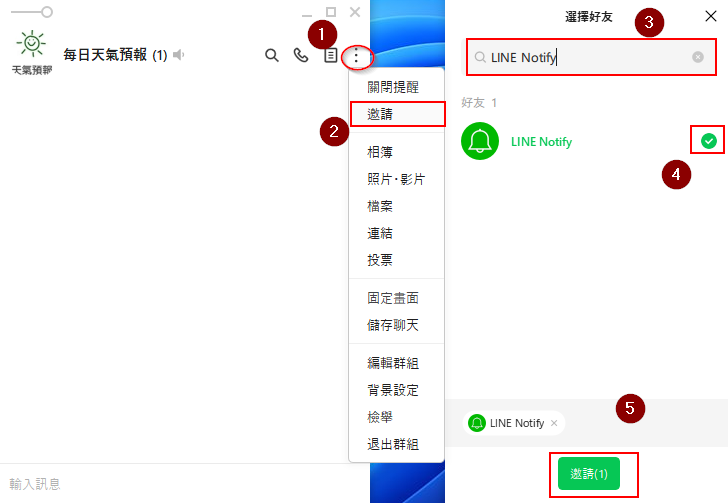 天氣預報
每日天氣預報 (1)
1
關閉提醒
2
邀請
相簿
照片·影片
檔案
連結
投票
固定畫面
儲存聊天
編輯群組
背景設定
檢舉
退出群組
輸入訊息
選擇好友
3
LINE Notify
好友 1
LINE Notify
4
5
LINE Notify
邀請(1)